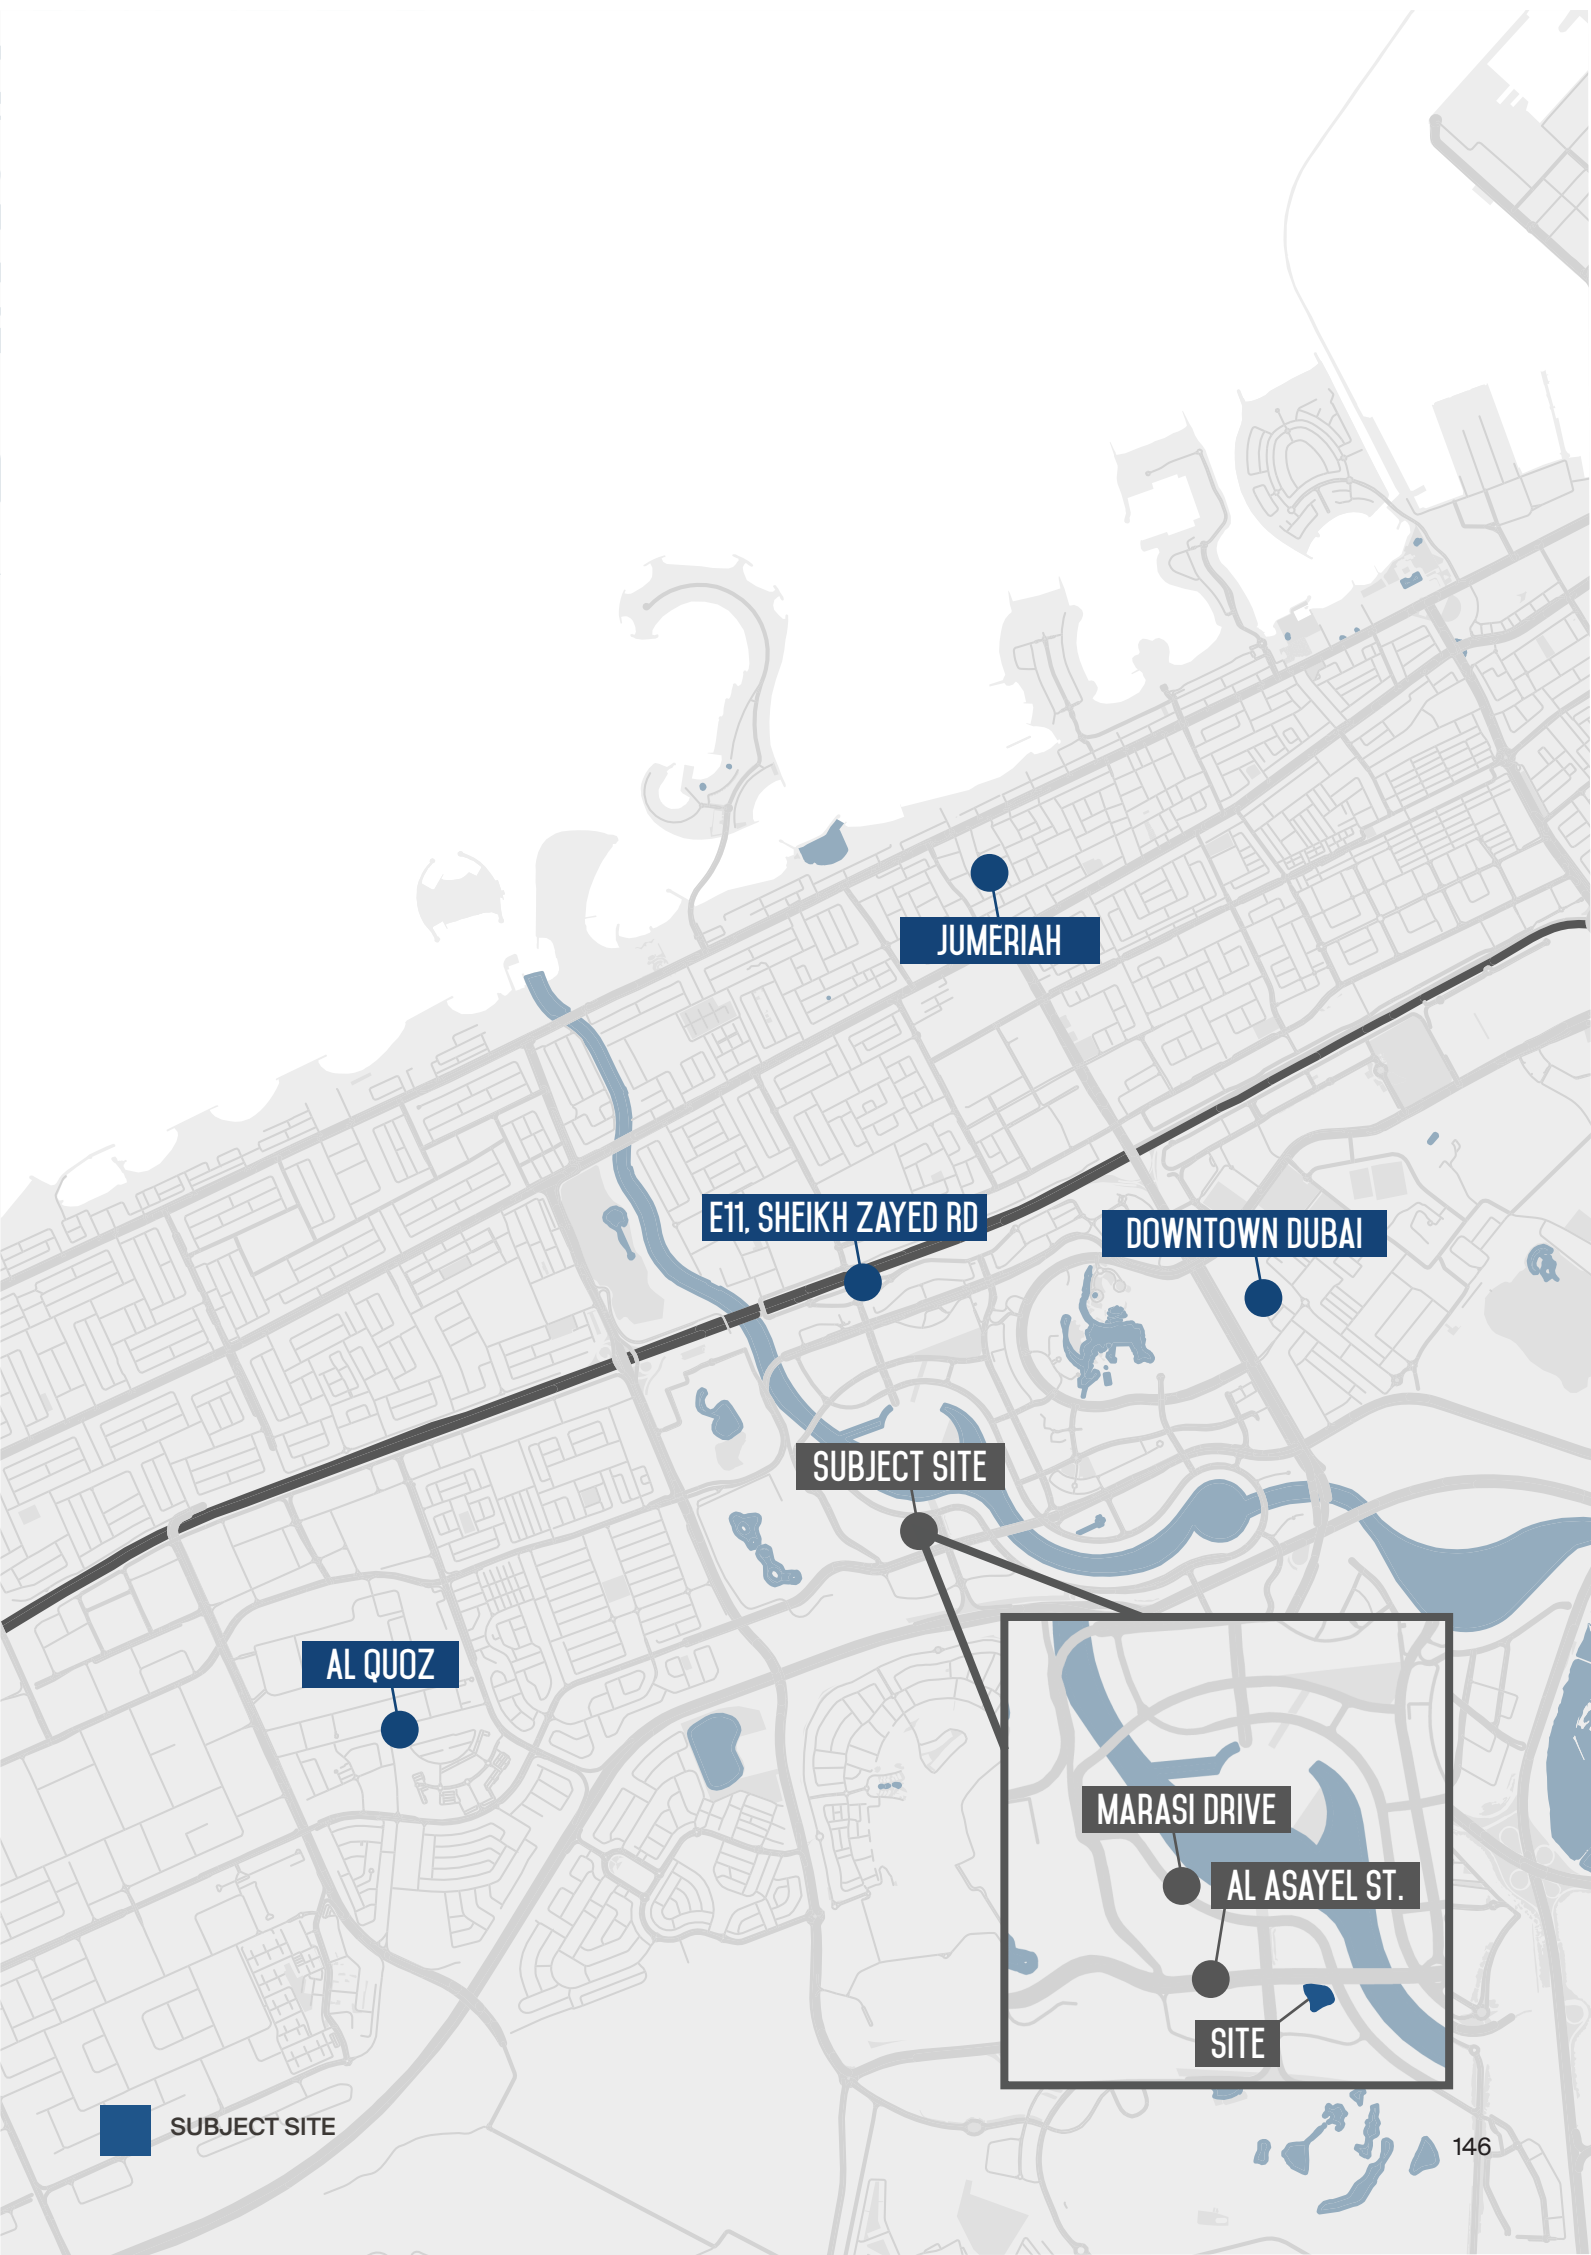 JUMERIAH
E11, SHEIKH ZAYED RD
DOWNTOWN DUBAI
SUBJECT SITE
AL QUOZ
MARASI DRIVE
AL ASAYEL ST.
SITE
SUBJECT SITE
146